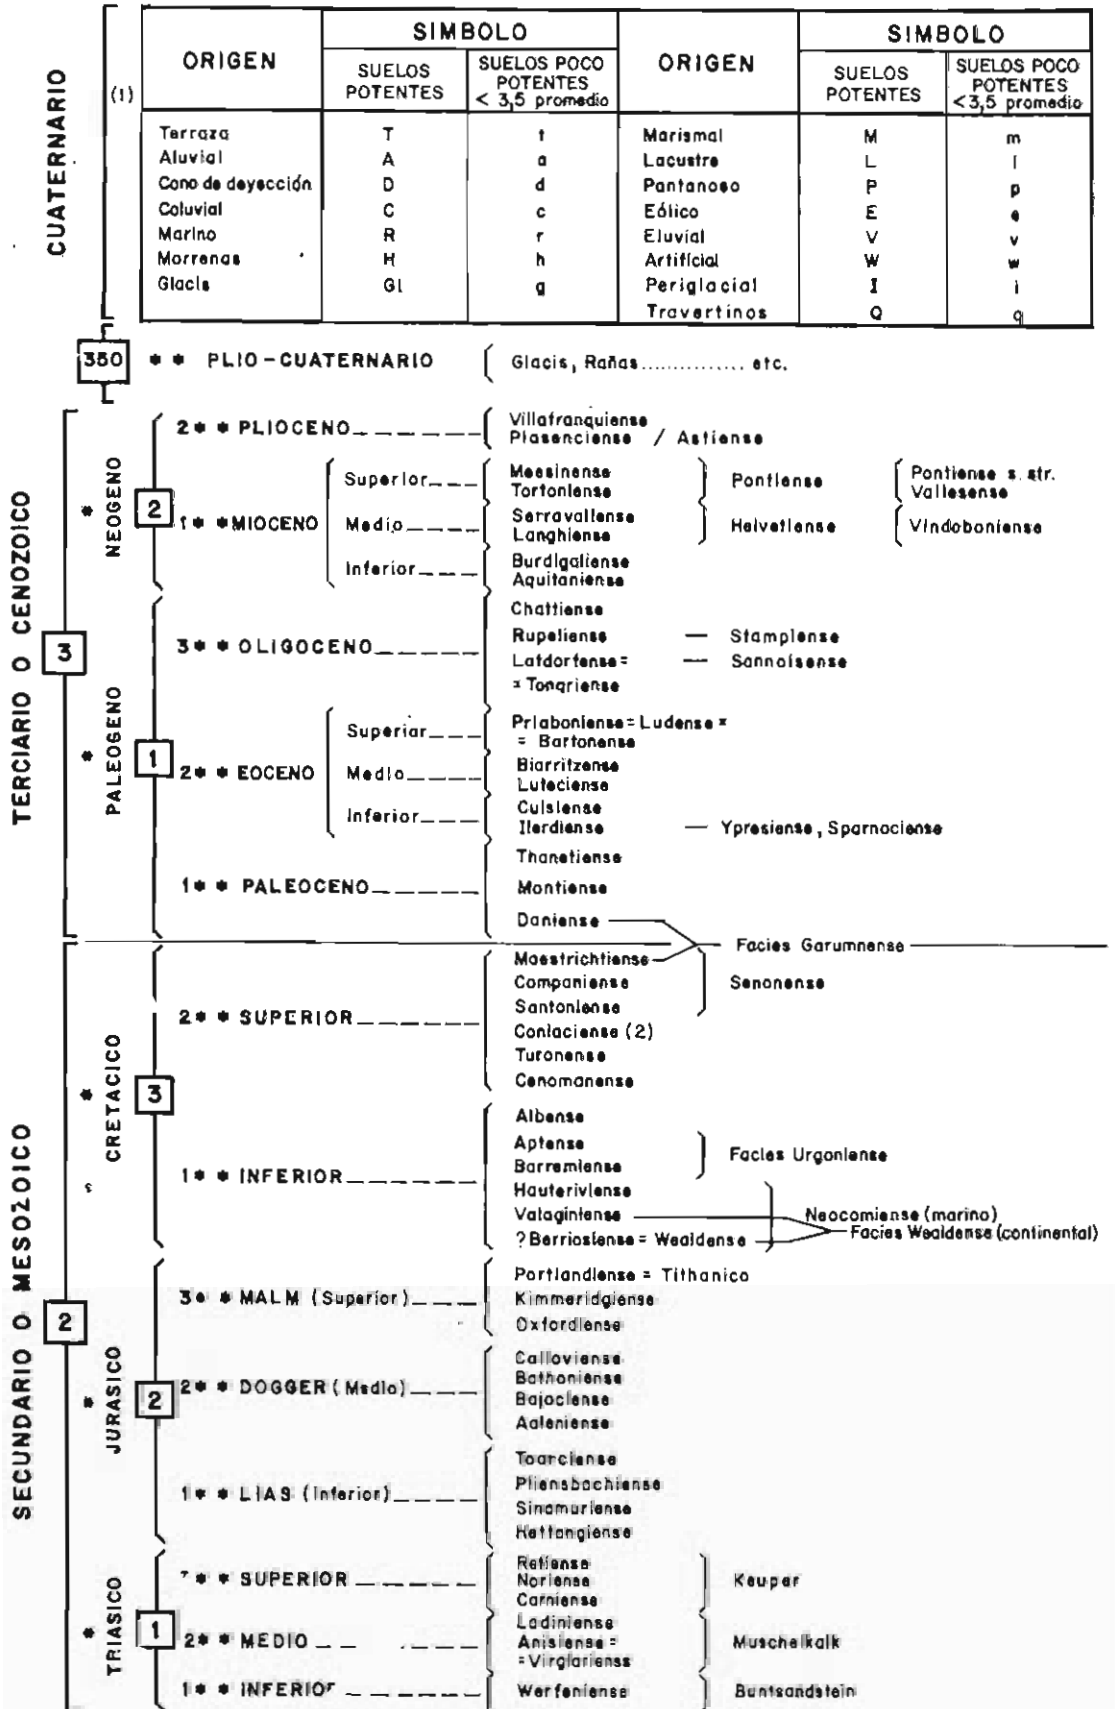 CUATERNARIO
(1)
ORIGEN SIMBOLO ORIGEN SIMBOLO
SUELOS POTENTES SUELOS POCO POTENTES < 3,5 promedio SUELOS POTENTES SUELOS POCO POTENTES <3,5 promedio
Terraza T t Marismal M m
Aluvial A a Lacustre L l
Cono de deyección D d Pantanoso P p
Coluvial C c Eólico E e
Marino R r Eluvial V v
Morrenas H h Artificial W w
Glacis Gl g Periglacial I i
Travertinos Q q
350 * * PLIO-CUATERNARIO Glacis, Rañas............... etc.
TERCIARIO O CENOZOICO
3
* NEOGENO
2
2 * * PLIOCENO
Villafranquiense
Plasenciense / Astiense
1 * * MIOCENO
Superior
Messinense
Tortoniense
Pontiense
Pontiense s. str.
Vallesense
Medio
Serravaliense
Langhiense
Helvetiense
Vindoboniense
Inferior
Burdigaliense
Aquitaniense
* PALEOGENO
1
3 * * OLIGOCENO
Chattiense
Rupeliense — Stampiense
Latdorfense = — Sannoisense
= Tongriense
2 * * EOCENO
Superior
Priaboniense = Ludense =
= Bartonense
Medio
Biarritzense
Luteciense
Inferior
Cuisiense
Ilerdiense — Ypresiense, Sparnaciense
1 * * PALEOCENO
Thanetiense
Montiense
Daniense
Facies Garumnense
SECUNDARIO O MESOZOICO
2
* CRETACICO
3
2 * * SUPERIOR
Maestrichtiense
Companiense
Santoniense
Senonense
Coniaciense (2)
Turonense
Cenomanense
1 * * INFERIOR
Albense
Aptense
Barremiense
Facies Urgoniense
Hauteriviense
Valaginiense
?Berriasiense = Wealdense
Neocomiense (marino)
Facies Wealdense (continental)
* JURASICO
2
3 * * MALM (Superior)
Portlandiense = Tithonico
Kimmeridgiense
Oxfordiense
2 * * DOGGER (Medio)
Calloviense
Bathoniense
Bajociense
Aaleniense
1 * * LIAS (Inferior)
Toarciense
Pliensbachiense
Sinemuriense
Hettangiense
* TRIASICO
1
* * SUPERIOR
Retiense
Noriense
Carniense
Keuper
2 * * MEDIO
Ladiniense
Anisiense =
= Virglariense
Muschelkalk
1 * * INFERIOR
Werfeniense
Buntsandstein